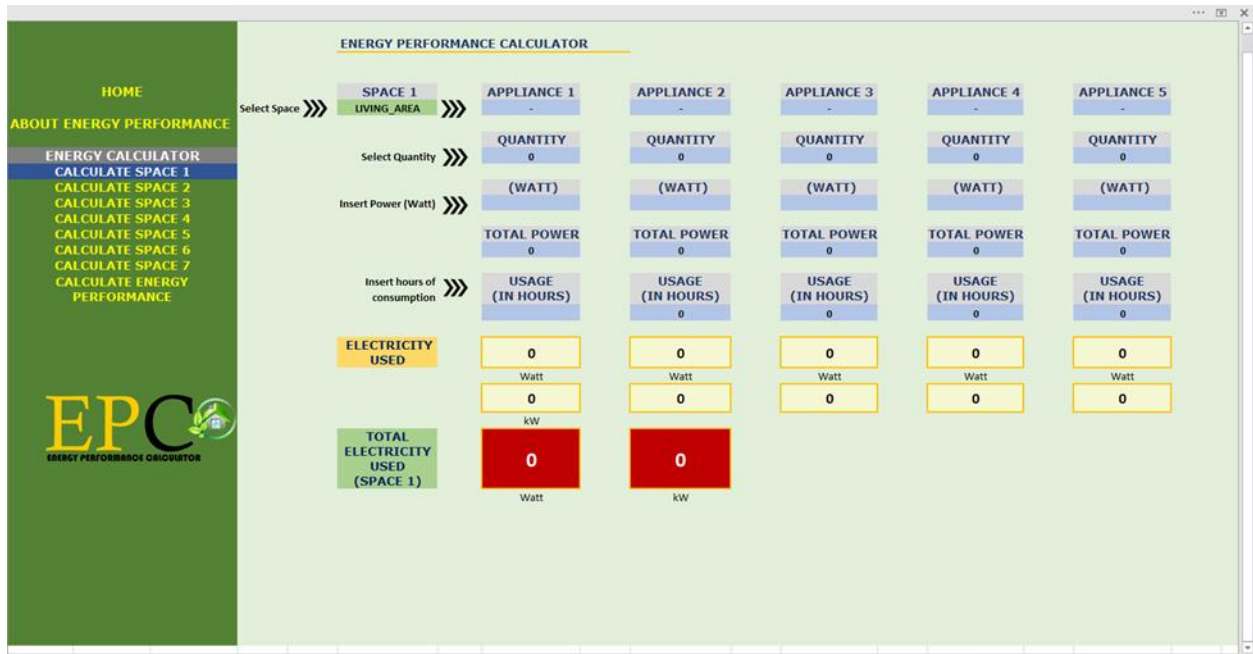 ENERGY PERFORMANCE CALCULATOR
HOME
ABOUT ENERGY PERFORMANCE
ENERGY CALCULATOR
CALCULATE SPACE 1
CALCULATE SPACE 2
CALCULATE SPACE 3
CALCULATE SPACE 4
CALCULATE SPACE 5
CALCULATE SPACE 6
CALCULATE SPACE 7
CALCULATE ENERGY
PERFORMANCE
EPC
ENERGY PERFORMANCE CALCULATOR
SPACE 1 APPLIANCE 1 APPLIANCE 2 APPLIANCE 3 APPLIANCE 4 APPLIANCE 5
Select Space LIVING_AREA - - - - -
QUANTITY QUANTITY QUANTITY QUANTITY QUANTITY
Select Quantity 0 0 0 0 0
(WATT) (WATT) (WATT) (WATT) (WATT)
Insert Power (Watt)
TOTAL POWER TOTAL POWER TOTAL POWER TOTAL POWER TOTAL POWER
0 0 0 0 0
Insert hours of USAGE USAGE USAGE USAGE USAGE
consumption (IN HOURS) (IN HOURS) (IN HOURS) (IN HOURS) (IN HOURS)
0 0 0 0
ELECTRICITY
USED
0 0 0 0 0
Watt Watt Watt Watt Watt
0 0 0 0 0
kW
TOTAL
ELECTRICITY
USED
(SPACE 1)
0 0
Watt kW